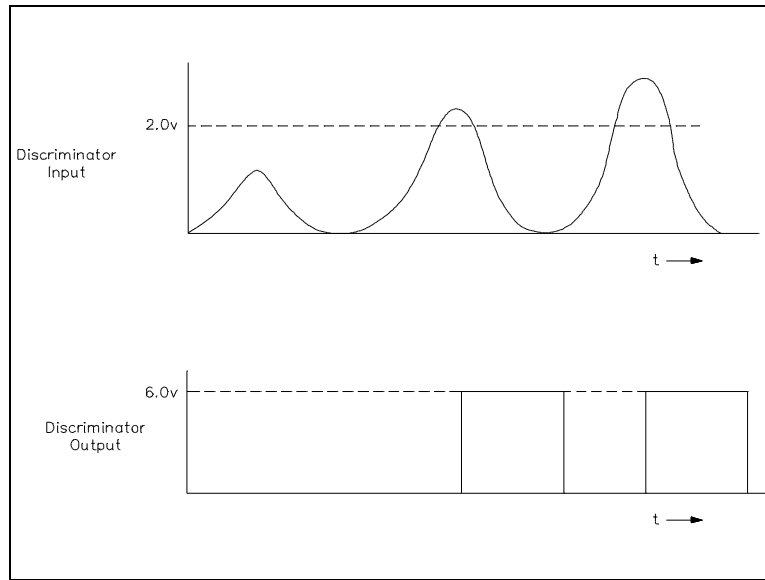 2.0v
Discriminator
Input
t
6.0v
Discriminator
Output
t